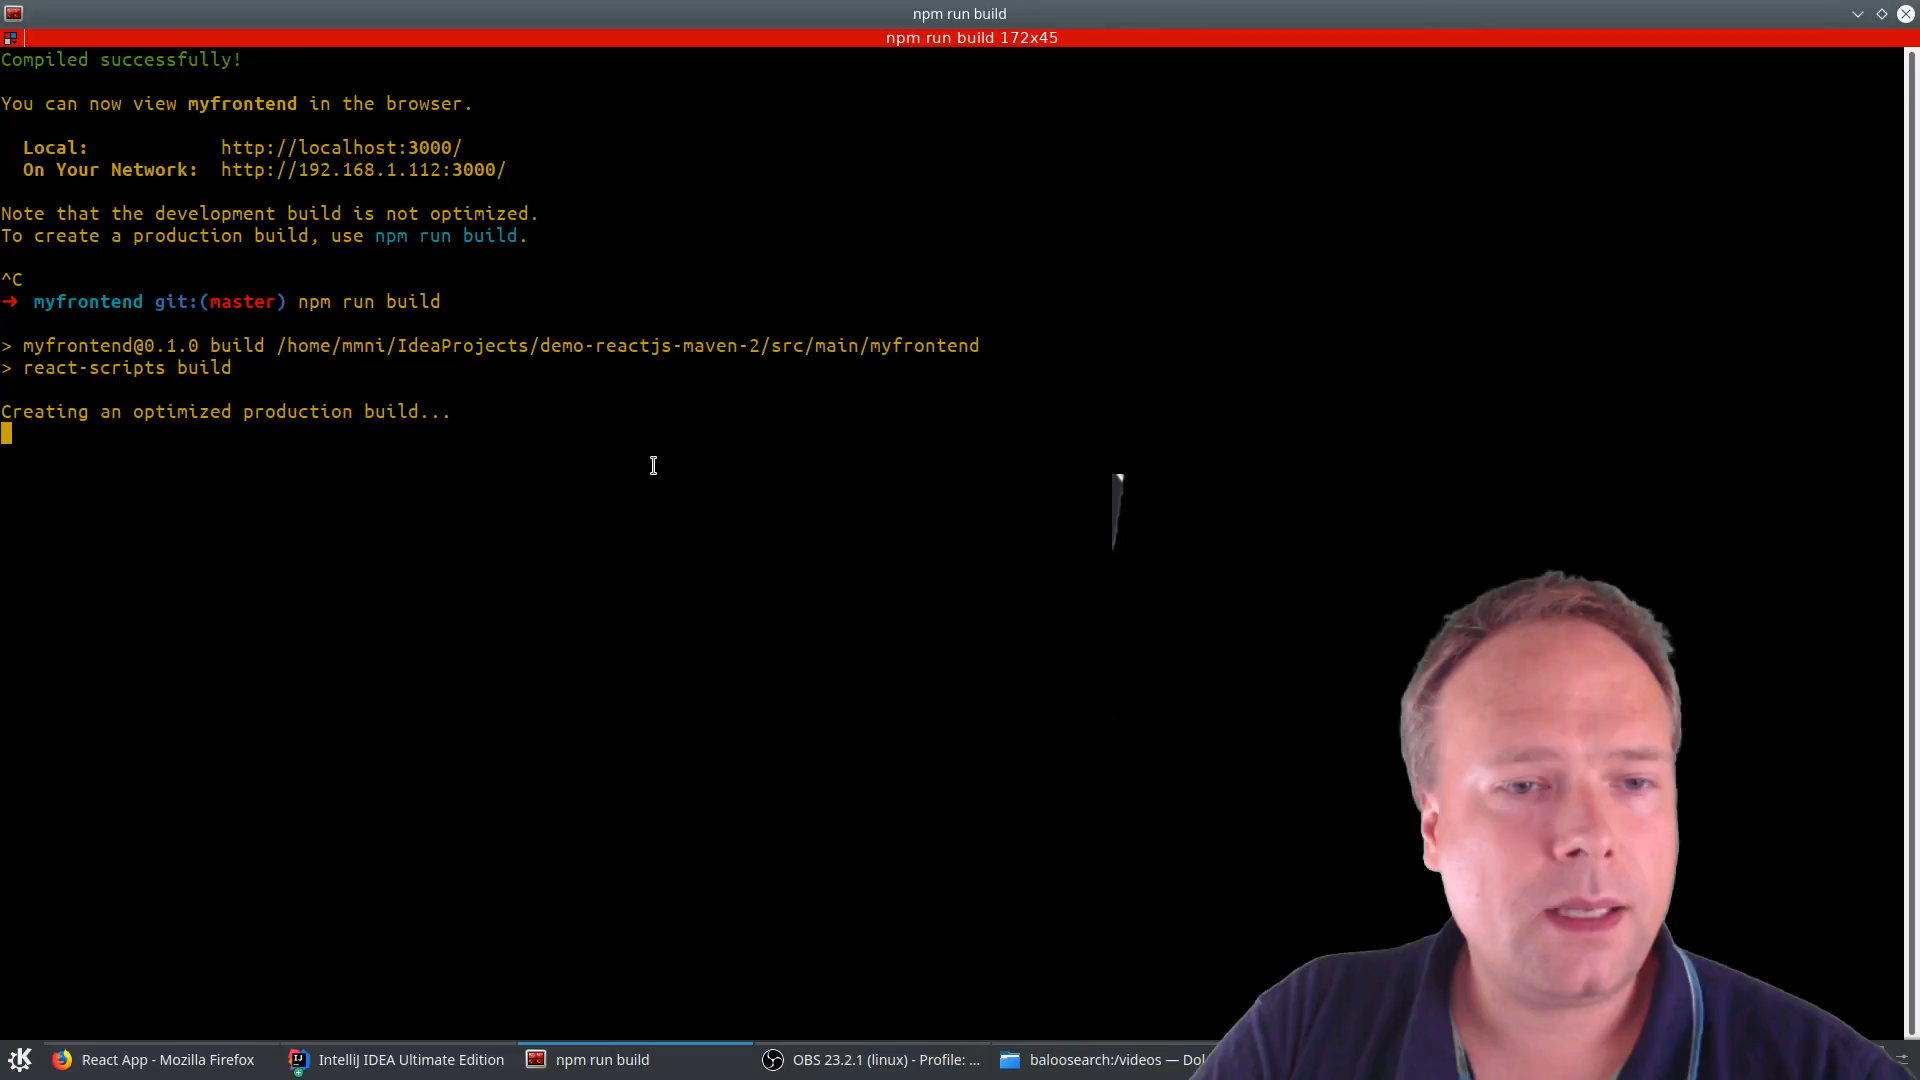 npm run build
npm run build 172x45
Compiled successfully!
You can now view myfrontend in the browser.
Local: http://localhost:3000/
On Your Network: http://192.168.1.112:3000/
Note that the development build is not optimized.
To create a production build, use npm run build.
^C
➜ myfrontend git:(master) npm run build
> myfrontend@0.1.0 build /home/mmni/IdeaProjects/demo-reactjs-maven-2/src/main/myfrontend
> react-scripts build
Creating an optimized production build...
React App - Mozilla Firefox
IntelliJ IDEA Ultimate Edition
npm run build
OBS 23.2.1 (linux) - Profile: ...
baloosearch:/videos — Dol